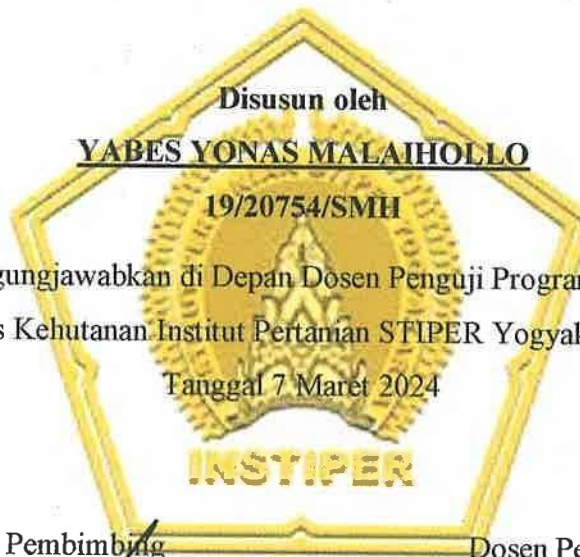 Disusun oleh
YABES YONAS MALAIHOLLO
19/20754/SMH
gungjawabkan di Depan Dosen Penguji Progra
s Kehutanan Institut Pertanian STIPER Yogyak
Tanggal 7 Maret 2024
INSTIPER
Pembimbing Dosen Pe